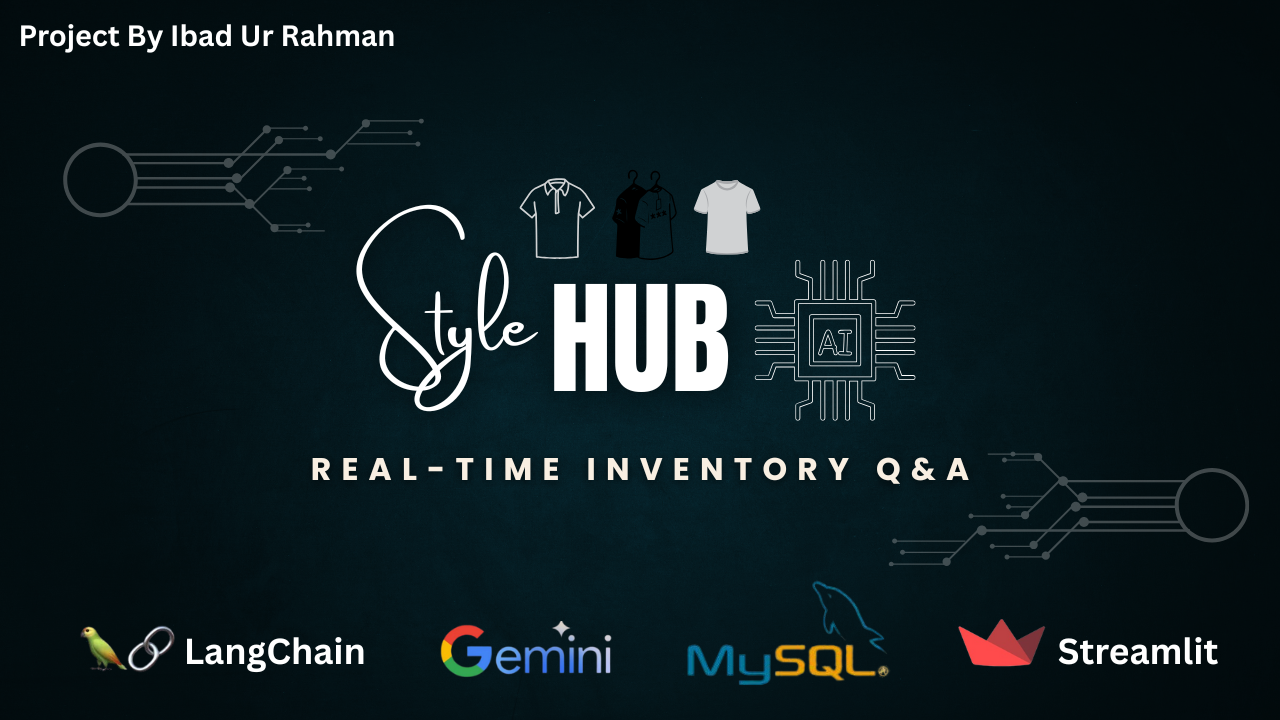 Project By Ibad Ur Rahman
Style HUB
AI
REAL-TIME INVENTORY Q&A
LangChain
Gemini
MySQL
Streamlit